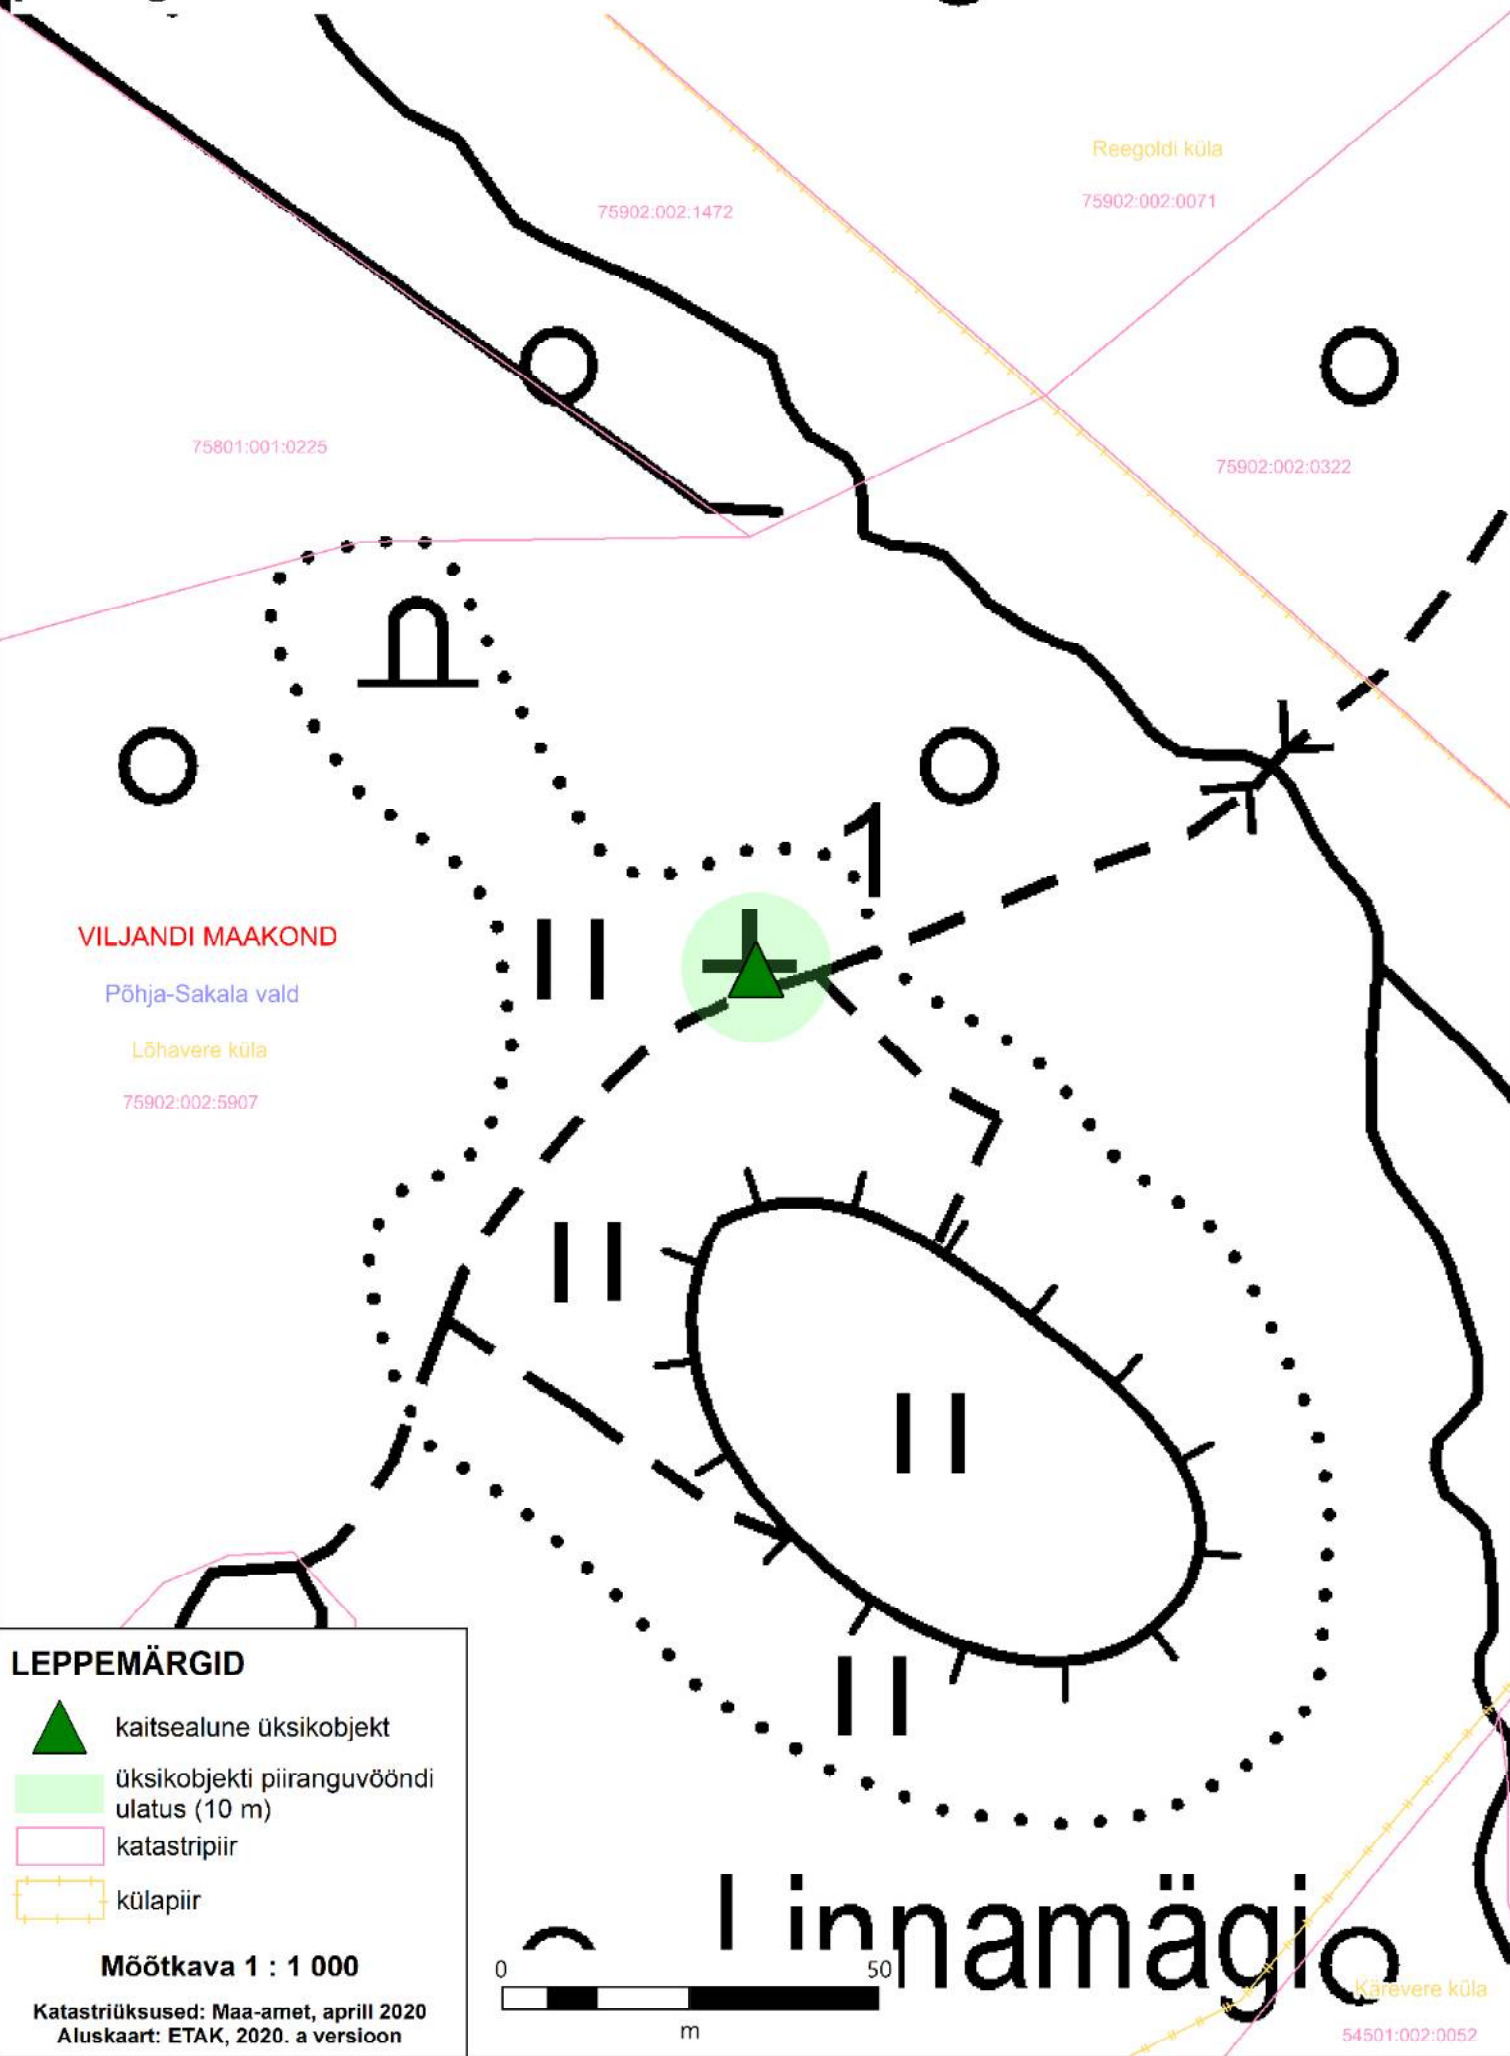 Reegoldi küla
75902:002:1472
75902:002:0071
75801:001:0225
75902:002:0322
1
VILJANDI MAAKOND
Põhja-Sakala vald
Lõhavere küla
75902:002:5907
LEPPEMÄRGID
kaitsealune üksikobjekt
üksikobjekti piiranguvööndi
ulatus (10 m)
katastripiir
külapiir
Mõõtkava 1 : 1 000
Katastriüksused: Maa-amet, aprill 2020
Aluskaart: ETAK, 2020. a versioon
Linnamägi
0 50
m
Kärevere küla
54501:002:0052